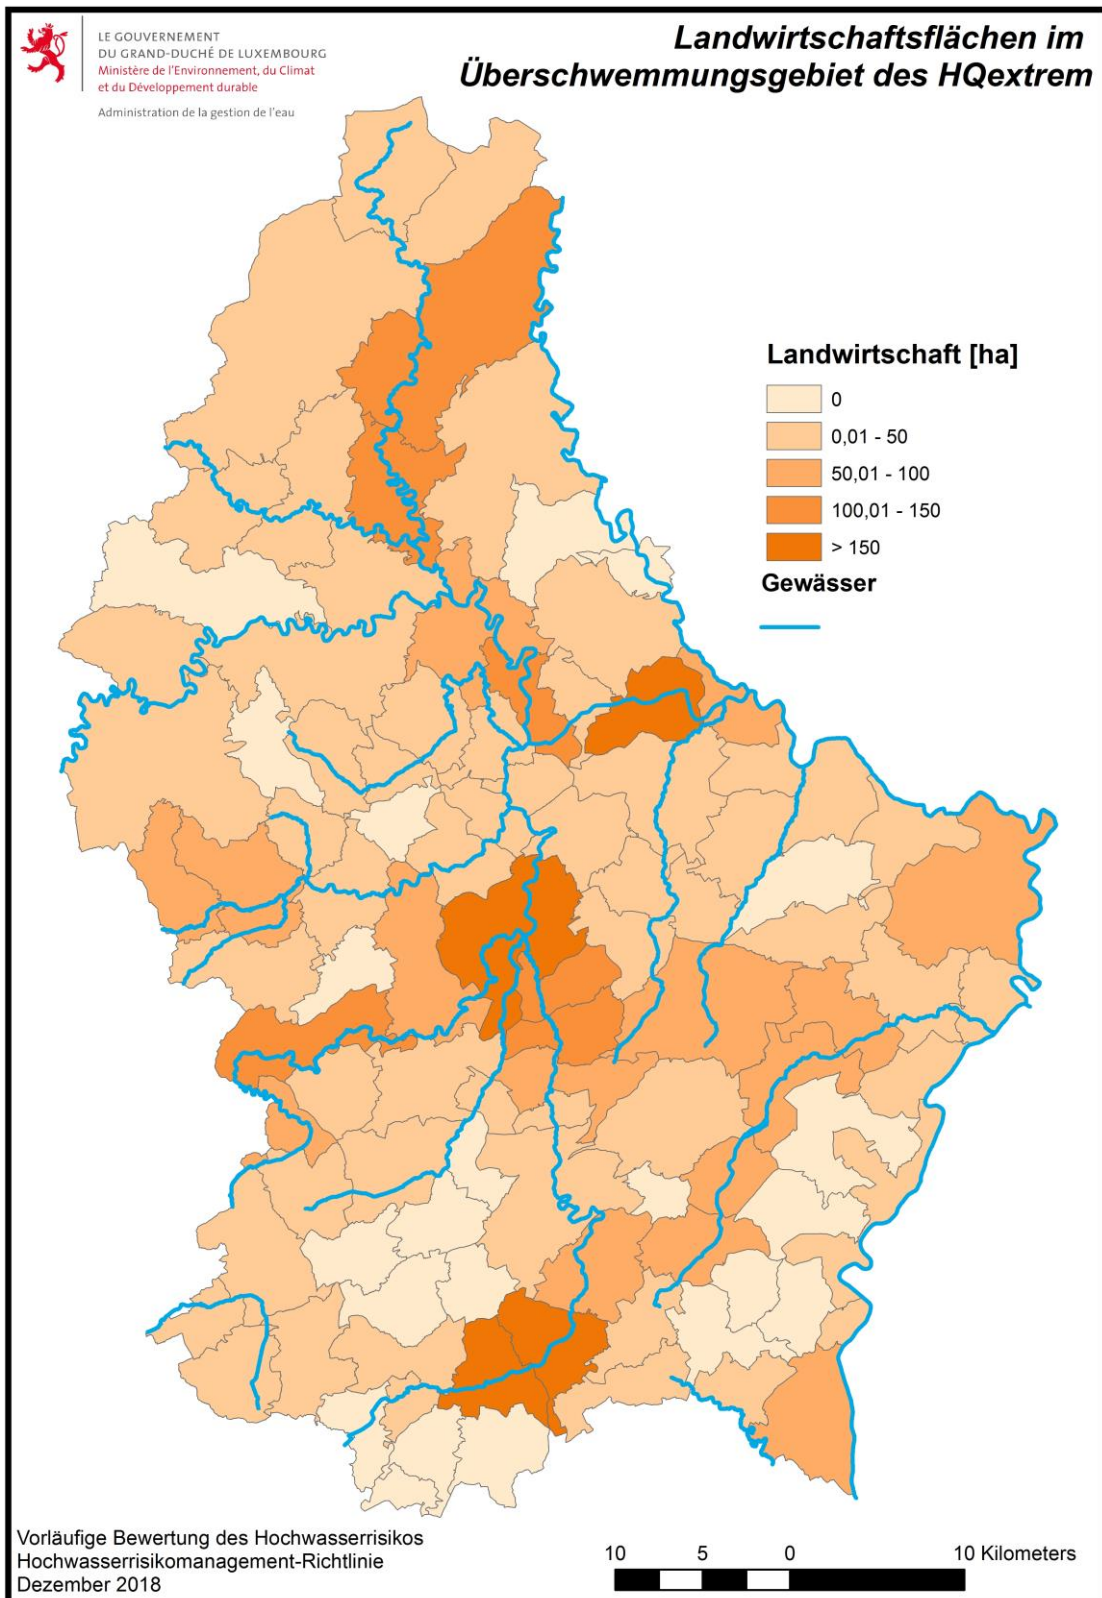 LE GOUVERNEMENT
DU GRAND-DUCHÉ DE LUXEMBOURG
Ministère de l'Environnement, du Climat
et du Développement durable
Administration de la gestion de l'eau
Landwirtschaftsflächen im
Überschwemmungsgebiet des HQextrem
Landwirtschaft [ha]
0
0,01 - 50
50,01 - 100
100,01 - 150
> 150
Gewässer
Vorläufige Bewertung des Hochwasserrisikos
Hochwasserrisikomanagement-Richtlinie
Dezember 2018
10 5 0 10 Kilometers